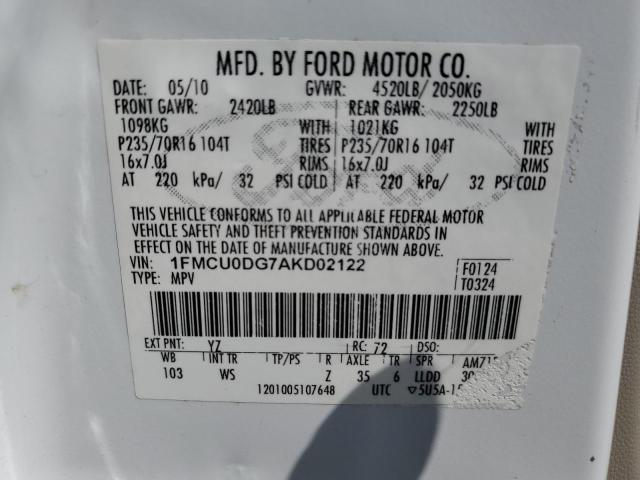 MFD. BY FORD MOTOR CO.
DATE: 05/10 GVWR: 4520LB/ 2050KG
FRONT GAWR: 2420LB REAR GAWR: 2250LB
1098KG WITH 1021KG WITH
P235/70R16 104T TIRES P235/70R16 104T TIRES
16x7.0J RIMS 16x7.0J RIMS
AT 220 kPa/ 32 PSI COLD AT 220 kPa/ 32 PSI COLD
THIS VEHICLE CONFORMS TO ALL APPLICABLE FEDERAL MOTOR
VEHICLE SAFETY AND THEFT PREVENTION STANDARDS IN
EFFECT ON THE DATE OF MANUFACTURE SHOWN ABOVE.
VIN: 1FMCU0DG7AKD02122 F0124
TYPE: MPV T0324
EXT PNT: YZ RC: 72 DSO:
WB INT TR TP/PS R AXLE TR SPR
103 WS Z 35 6 LLDD
1201005107648 UTC ▽5U5A-